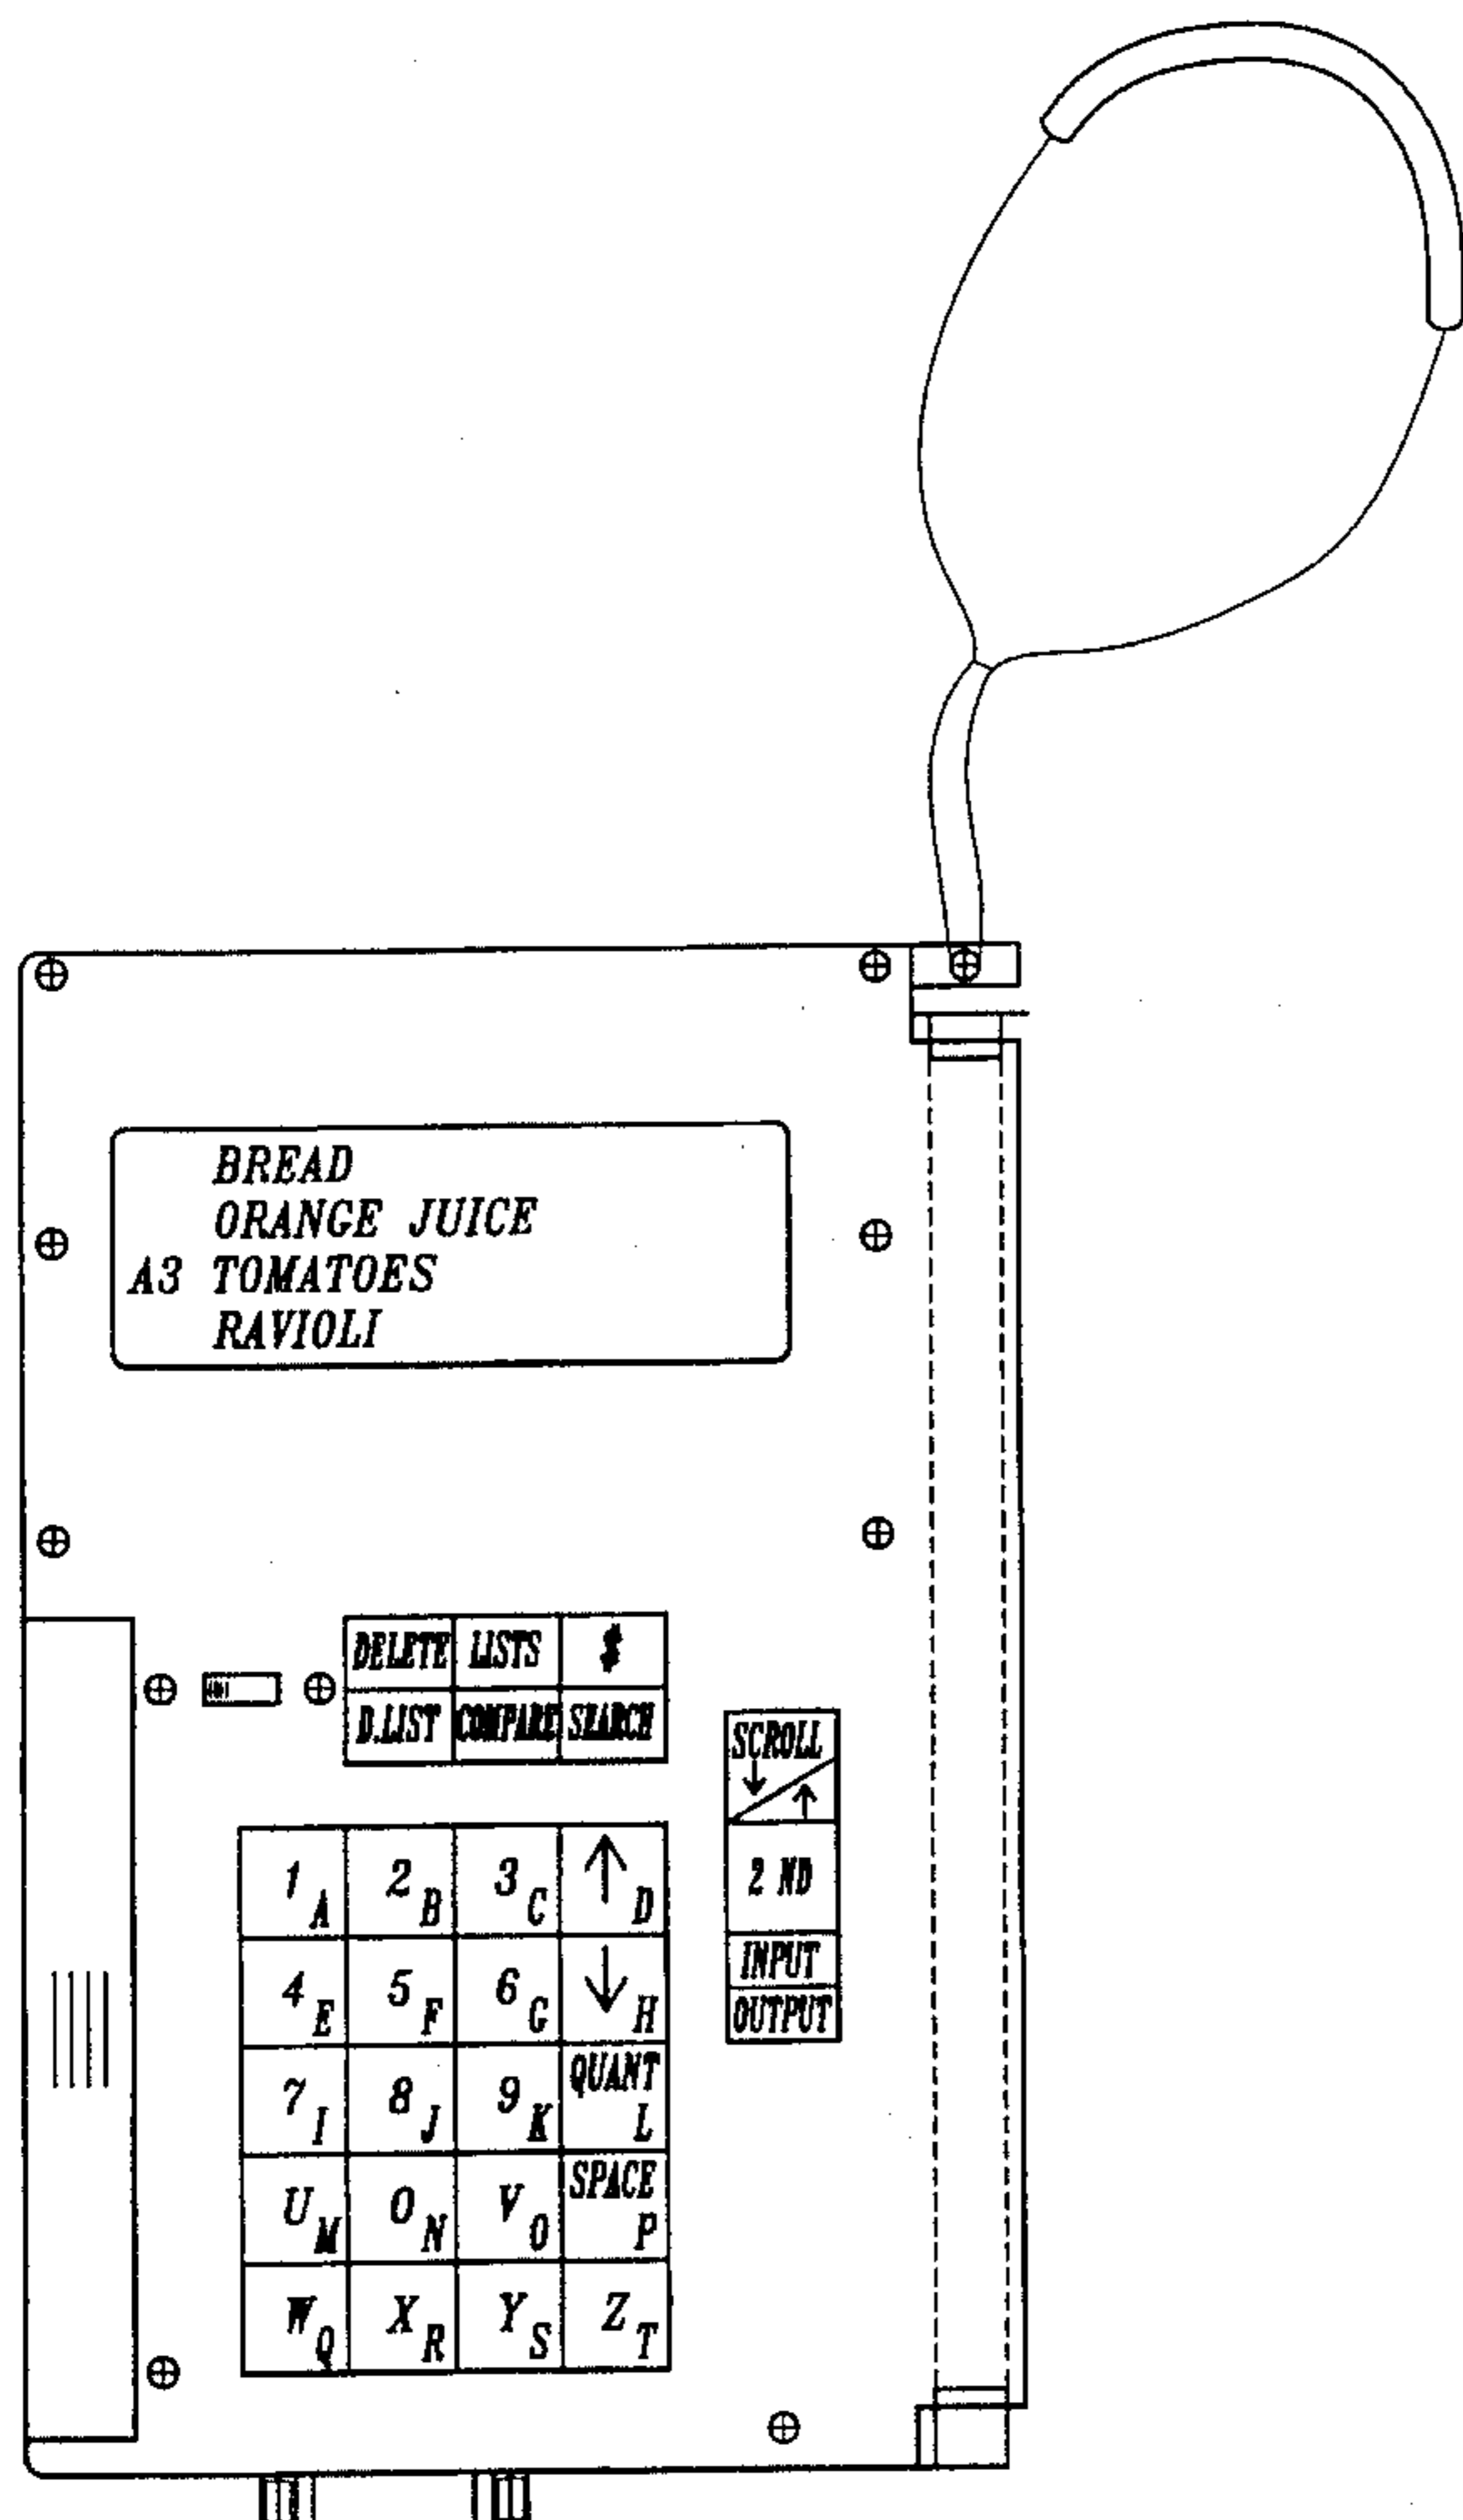 BREAD
ORANGE JUICE
A3 TOMATOES
RAVIOLI
DELETE LISTS $
D.LIST COMPARE SEARCH
SCROLL
↓ ↑
2 ND
INPUT
OUTPUT
1 A 2 B 3 C ↑ D
4 E 5 F 6 G ↓ H
7 I 8 J 9 K QUANT L
U M 0 N V O SPACE P
W Q X R Y S Z T